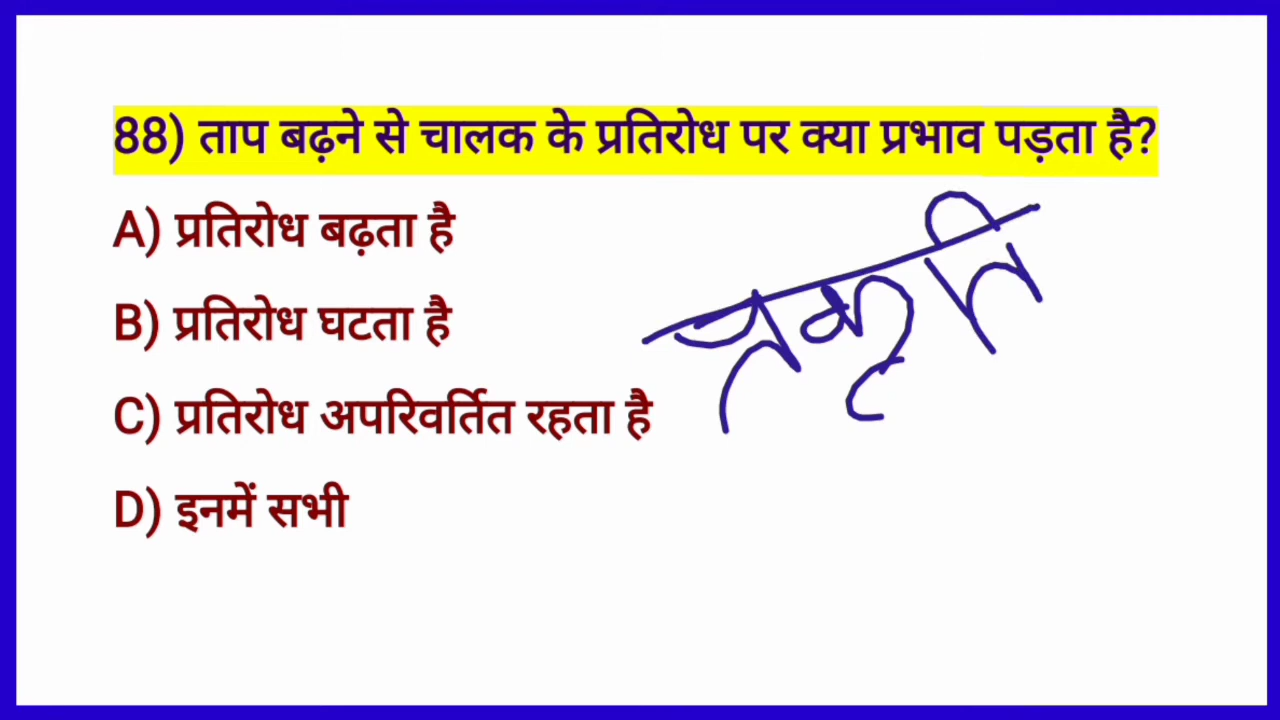 88) ताप बढ़ने से चालक के प्रतिरोध पर क्या प्रभाव पड़ता है?
A) प्रतिरोध बढ़ता है
B) प्रतिरोध घटता है
C) प्रतिरोध अपरिवर्तित रहता है
D) इनमें सभी